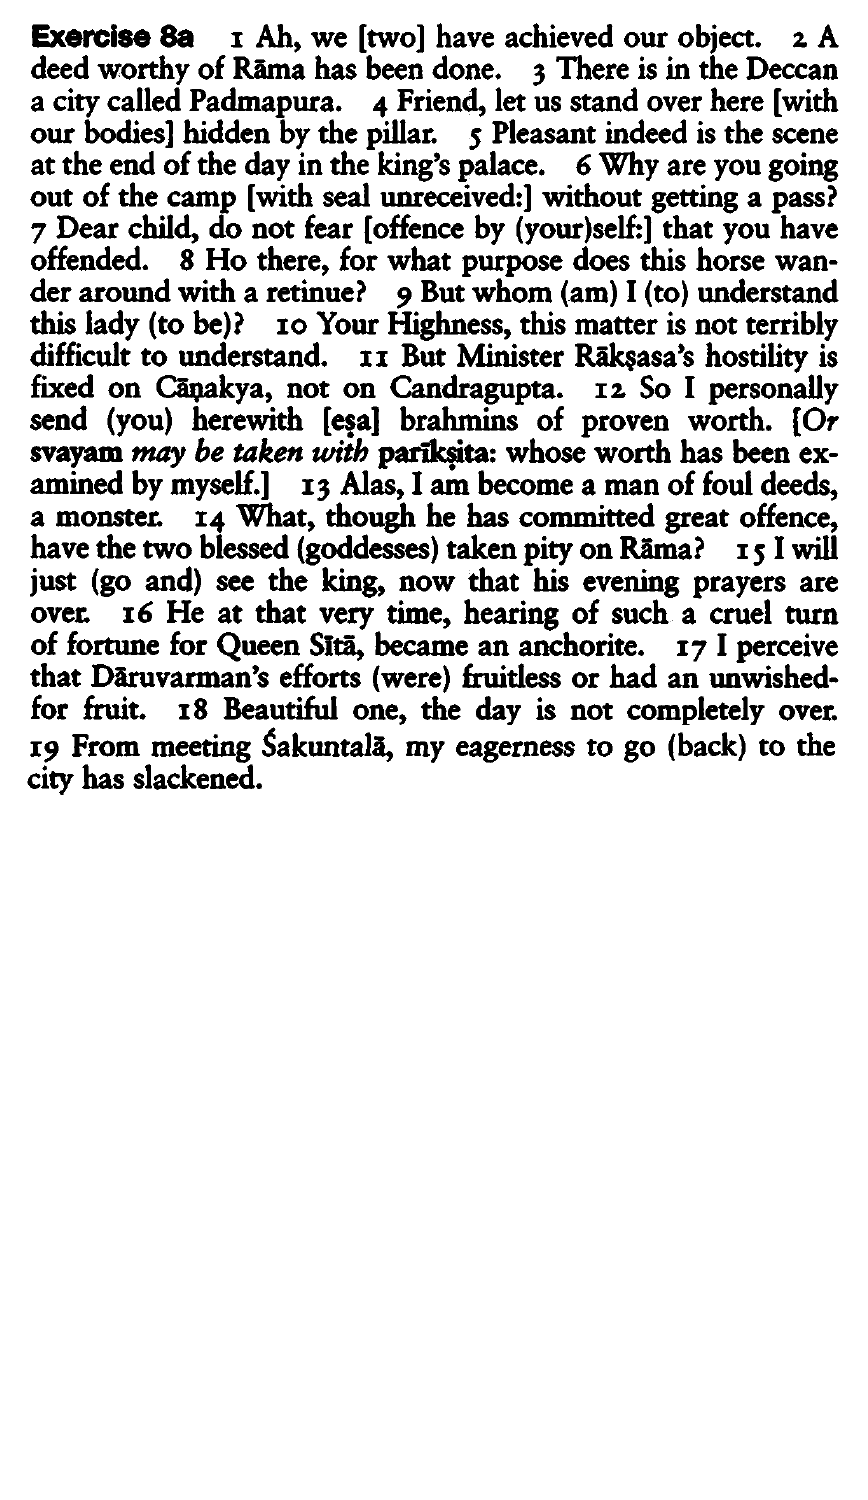 Exercise 8a 1 Ah, we [two] have achieved our object. 2 A
deed worthy of Rāma has been done. 3 There is in the Deccan
a city called Padmapura. 4 Friend, let us stand over here [with
our bodies] hidden by the pillar. 5 Pleasant indeed is the scene
at the end of the day in the king's palace. 6 Why are you going
out of the camp [with seal unreceived:] without getting a pass?
7 Dear child, do not fear [offence by (your)self:] that you have
offended. 8 Ho there, for what purpose does this horse wan-
der around with a retinue? 9 But whom (am) I (to) understand
this lady (to be)? 10 Your Highness, this matter is not terribly
difficult to understand. 11 But Minister Rākṣasa's hostility is
fixed on Cāṇakya, not on Candragupta. 12 So I personally
send (you) herewith [eṣa] brahmins of proven worth. [Or
svayam may be taken with parīkṣita: whose worth has been ex-
amined by myself.] 13 Alas, I am become a man of foul deeds,
a monster. 14 What, though he has committed great offence,
have the two blessed (goddesses) taken pity on Rāma? 15 I will
just (go and) see the king, now that his evening prayers are
over. 16 He at that very time, hearing of such a cruel turn
of fortune for Queen Sītā, became an anchorite. 17 I perceive
that Dāruvarman's efforts (were) fruitless or had an unwished-
for fruit. 18 Beautiful one, the day is not completely over.
19 From meeting Śakuntalā, my eagerness to go (back) to the
city has slackened.